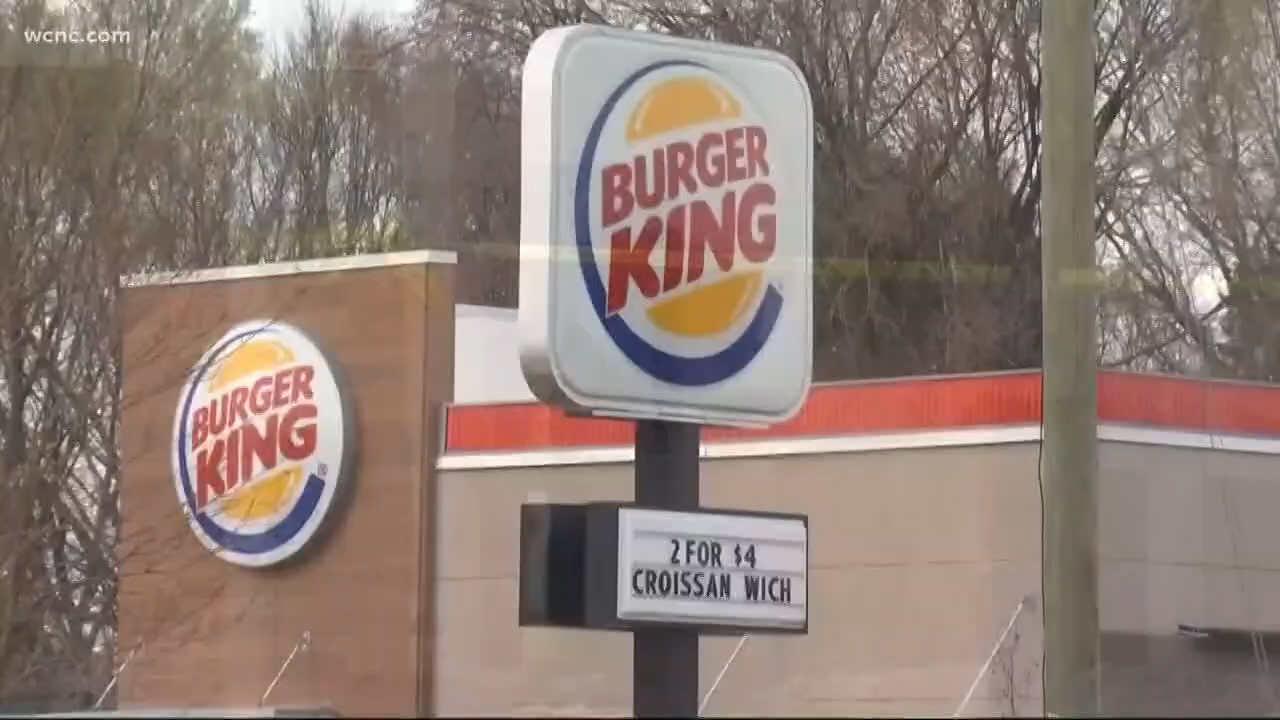 wcnc.com
BURGER
KING
BURGER
KING
®
2 FOR $4
CROISSAN WICH